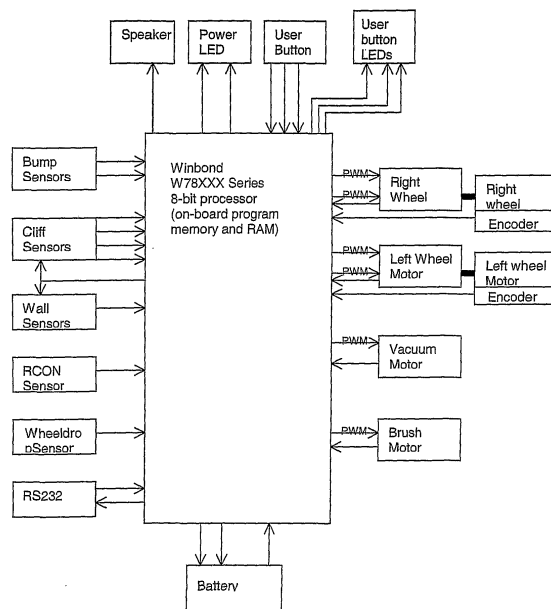 Speaker
Power
LED
User
Button
User
button
LEDs
Winbond
W78XXX Series
8-bit processor
(on-board program
memory and RAM)
Bump
Sensors
Cliff
Sensors
Wall
Sensors
RCON
Sensor
Wheeldro
pSensor
RS232
PWM
PWM
Right
Wheel
Right
wheel
Encoder
PWM
PWM
Left Wheel
Motor
Left wheel
Motor
Encoder
PWM
Vacuum
Motor
PWM
Brush
Motor
Battery